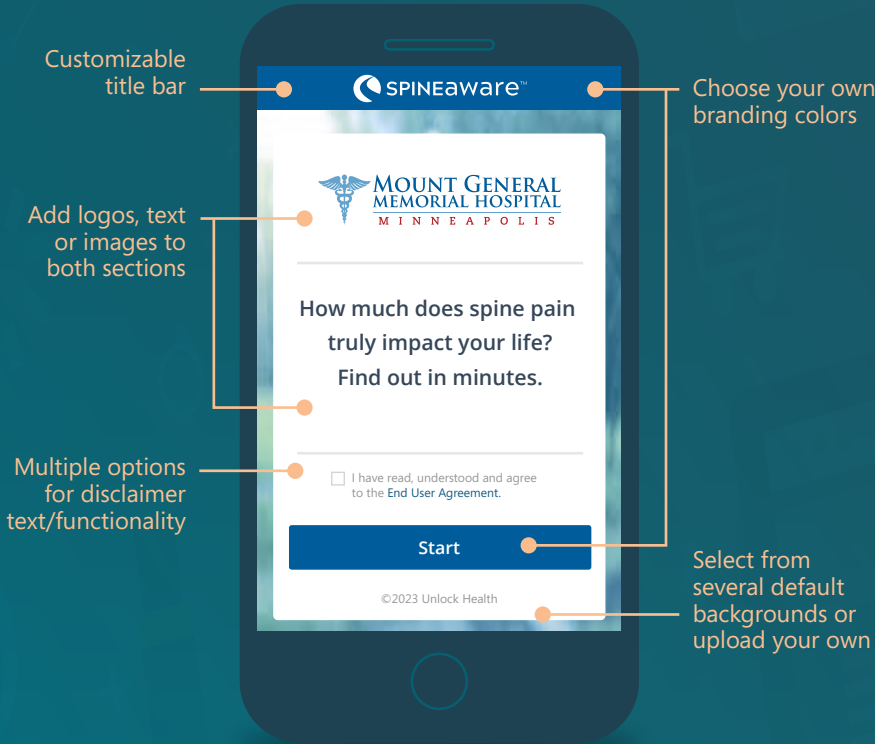 Customizable
title bar
Add logos, text
or images to
both sections
Multiple options
for disclaimer
text/functionality
SPINEaware™
MOUNT GENERAL
MEMORIAL HOSPITAL
MINNEAPOLIS
How much does spine pain
truly impact your life?
Find out in minutes.
I have read, understood and agree
to the End User Agreement.
Start
©2023 Unlock Health
Choose your own
branding colors
Select from
several default
backgrounds or
upload your own